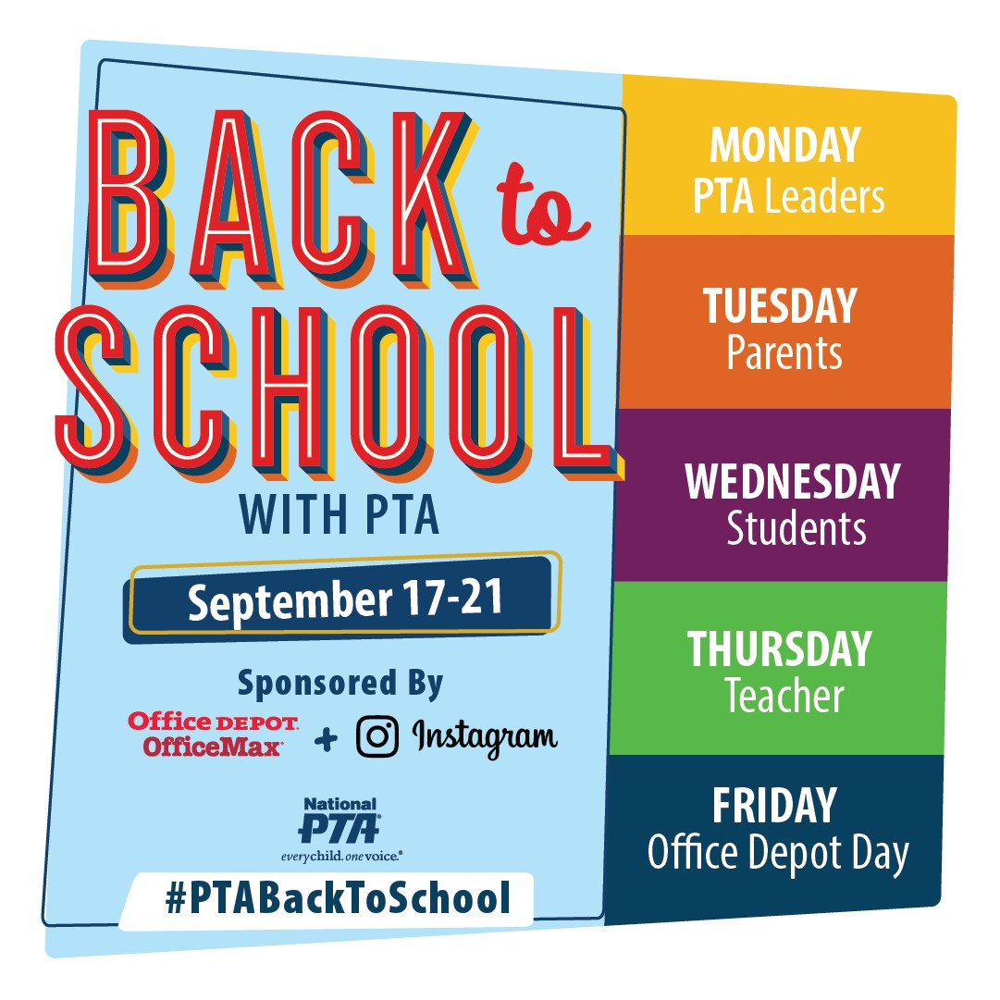 BACK to
SCHOOL
WITH PTA
September 17-21
Sponsored By
Office DEPOT
OfficeMax
+
Instagram
National
PTA®
everychild.onevoice.®
#PTABackToSchool
MONDAY
PTA Leaders
TUESDAY
Parents
WEDNESDAY
Students
THURSDAY
Teacher
FRIDAY
Office Depot Day